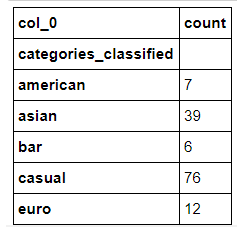 col_0 count
categories_classified
american 7
asian 39
bar 6
casual 76
euro 12